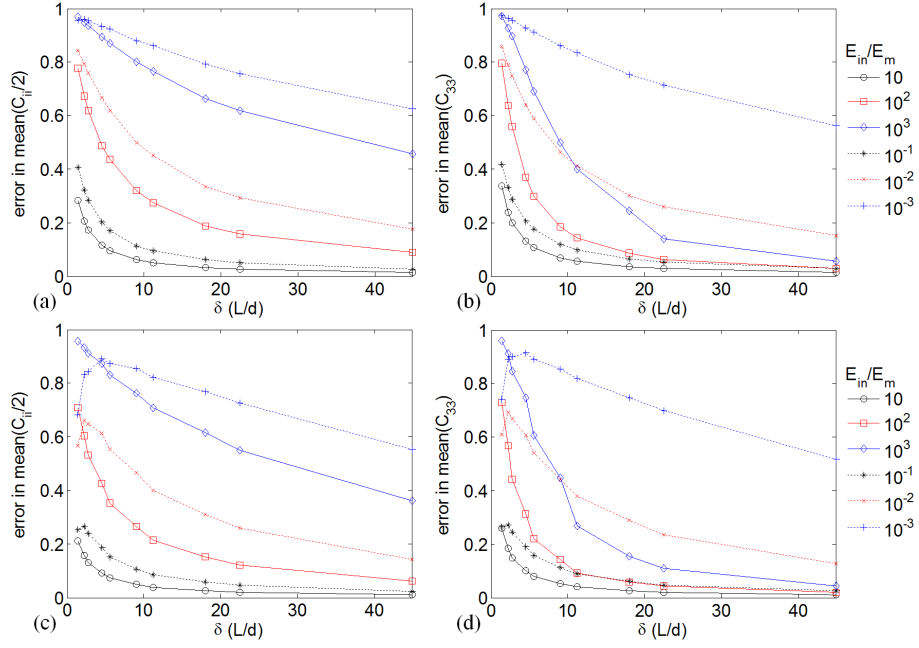 1
0.8
0.6
0.4
0.2
0
error in mean(C_ii/2)
0 10 20 30 40
δ (L/d)
(a)
1
0.8
0.6
0.4
0.2
0
error in mean(C_33)
0 10 20 30 40
δ (L/d)
(b)
E_in/E_m
10
10^2
10^3
10^-1
10^-2
10^-3
1
0.8
0.6
0.4
0.2
0
error in mean(C_ii/2)
0 10 20 30 40
δ (L/d)
(c)
1
0.8
0.6
0.4
0.2
0
error in mean(C_33)
0 10 20 30 40
δ (L/d)
(d)
E_in/E_m
10
10^2
10^3
10^-1
10^-2
10^-3